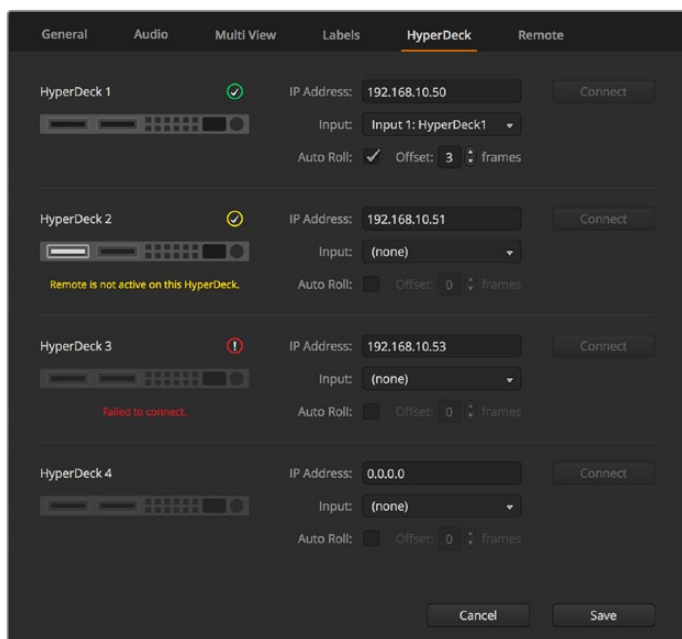 General Audio Multi View Labels HyperDeck Remote
HyperDeck 1 IP Address: 192.168.10.50 Connect
Input: Input 1: HyperDeck1
Auto Roll: Offset: 3 frames
HyperDeck 2 IP Address: 192.168.10.51 Connect
Input: (none)
Remote is not active on this HyperDeck. Auto Roll: Offset: 0 frames
HyperDeck 3 IP Address: 192.168.10.53 Connect
Input: (none)
Failed to connect. Auto Roll: Offset: 0 frames
HyperDeck 4 IP Address: 0.0.0.0 Connect
Input: (none)
Auto Roll: Offset: 0 frames
Cancel Save